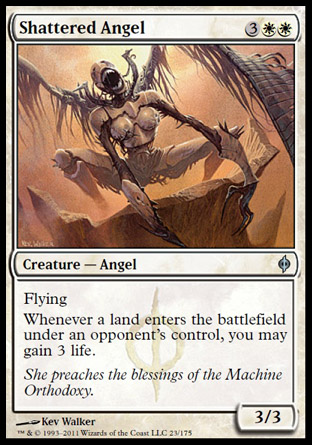 Shattered Angel 3
KEV WALKER
Creature — Angel
Flying
Whenever a land enters the battlefield
under an opponent's control, you may
gain 3 life.
She preaches the blessings of the Machine
Orthodoxy.
Kev Walker
™ & © 1993–2011 Wizards of the Coast LLC 23/175
3/3